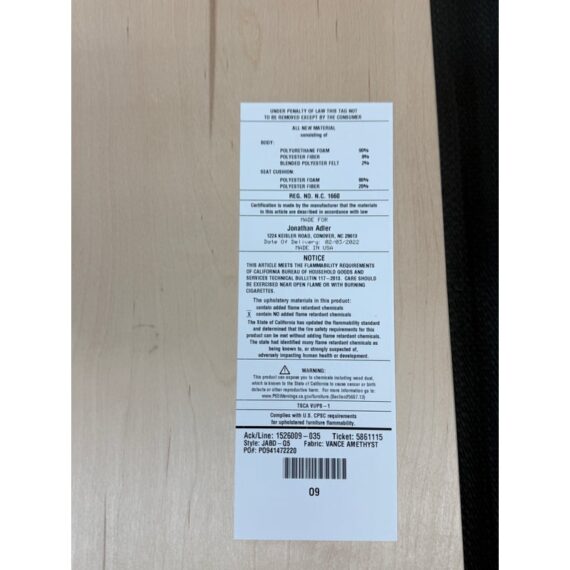 UNDER PENALTY OF LAW THIS TAG NOT
TO BE REMOVED EXCEPT BY THE CONSUMER
ALL NEW MATERIAL
consisting of
BODY:
POLYURETHANE FOAM 90%
POLYESTER FIBER 8%
BLENDED POLYESTER FELT 2%
SEAT CUSHION:
POLYESTER FOAM 80%
POLYESTER FIBER 20%
REG. NO. N.C. 1660
Certification is made by the manufacturer that the materials
in this article are described in accordance with law
MADE FOR
Jonathan Adler
1224 KEISLER ROAD, CONOVER, NC 28613
Date Of Delivery: 02/03/2022
MADE IN USA
NOTICE
THIS ARTICLE MEETS THE FLAMMABILITY REQUIREMENTS
OF CALIFORNIA BUREAU OF HOUSEHOLD GOODS AND
SERVICES TECHNICAL BULLETIN 117-2013. CARE SHOULD
BE EXERCISED NEAR OPEN FLAME OR WITH BURNING
CIGARETTES.
The upholstery materials in this product:
contain added flame retardant chemicals
X contain NO added flame retardant chemicals
The State of California has updated the flammability standard
and determined that the fire safety requirements for this
product can be met without adding flame retardant chemicals.
The state had identified many flame retardant chemicals as
being known to, or strongly suspected of,
adversely impacting human health or development.
WARNING:
This product can expose you to chemicals including wood dust,
which is known to the State of California to cause cancer or birth
defects or other reproductive harm. For more information go to:
www.P65Warnings.ca.gov/furniture (Section25607.13)
TSCA VI/P6-1
Complies with U.S. CPSC requirements
for upholstered furniture flammability.
Ack/Line: 1526009-035 Ticket: 5861115
Style: JABD-05 Fabric: VANCE AMETHYST
PO#: PO941472220
09